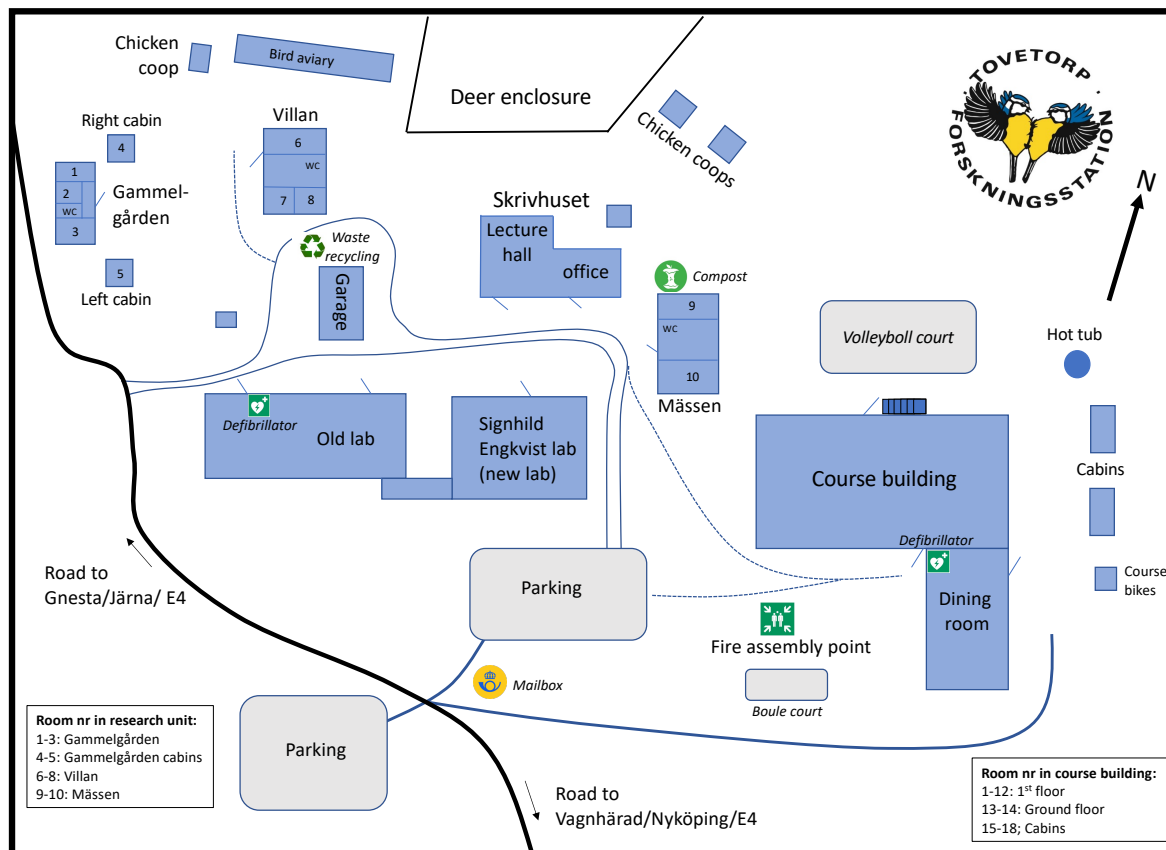 Chicken
coop
Bird aviary
Deer enclosure
Chicken coops
· TOVETORP ·
FORSKNINGSSTATION
N
Right cabin
4
Villan
6
WC
7
8
1
2
WC
3
Gammel-
gården
5
Left cabin
Waste
recycling
Garage
Skrivhuset
Lecture
hall
office
Compost
9
WC
10
Mässen
Volleyboll court
Hot tub
Defibrillator
Old lab
Signhild
Engkvist lab
(new lab)
Course building
Cabins
Defibrillator
Course
bikes
Dining
room
Road to
Gnesta/Järna/ E4
Parking
Fire assembly point
Mailbox
Boule court
Parking
Road to
Vagnhärad/Nyköping/E4
Room nr in research unit:
1-3: Gammelgården
4-5: Gammelgården cabins
6-8: Villan
9-10: Mässen
Room nr in course building:
1-12: 1st floor
13-14: Ground floor
15-18; Cabins